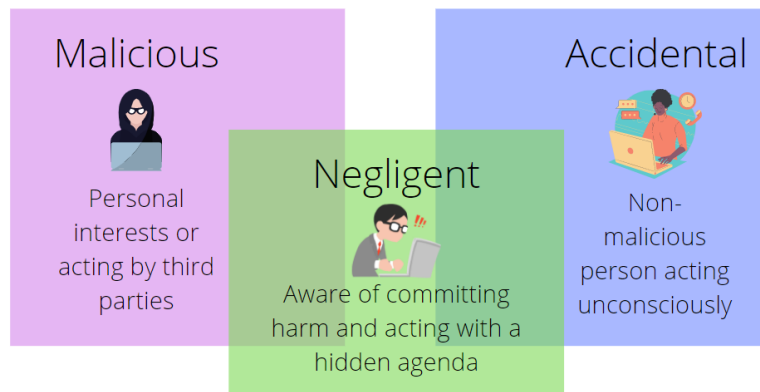 Malicious
Personal
interests or
acting by third
parties
Negligent
!!!
Aware of committing
harm and acting with a
hidden agenda
Accidental
Non-
malicious
person acting
unconsciously